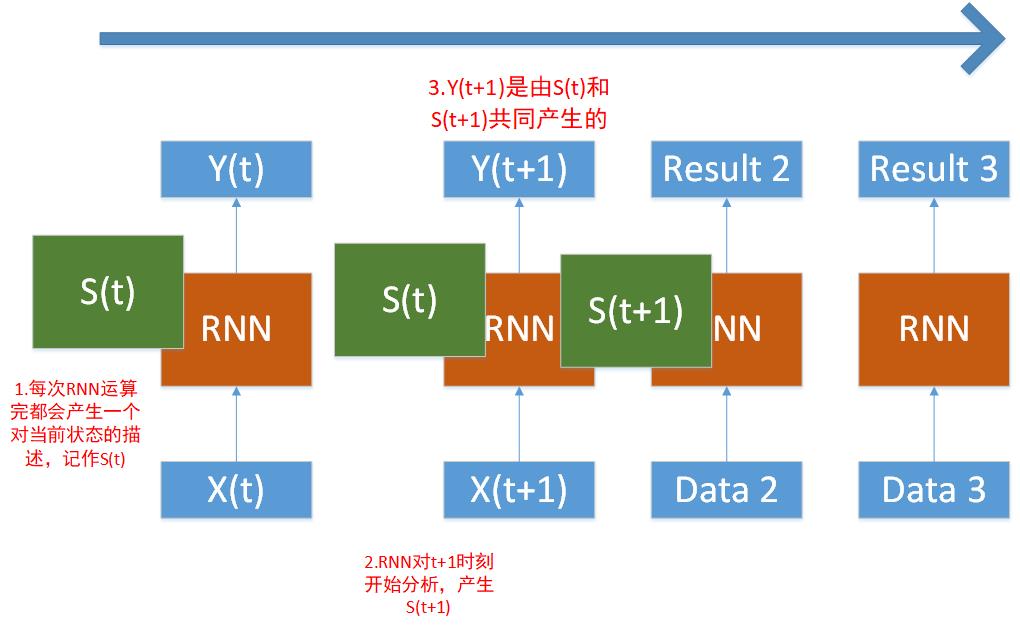 3.Y(t+1)是由S(t)和
S(t+1)共同产生的
Y(t)
Y(t+1)
Result 2
Result 3
S(t)
RNN
S(t)
RNN
S(t+1)
NN
RNN
1.每次RNN运算
完都会产生一个
对当前状态的描
述，记作S(t)
X(t)
X(t+1)
Data 2
Data 3
2.RNN对t+1时刻
开始分析，产生
S(t+1)